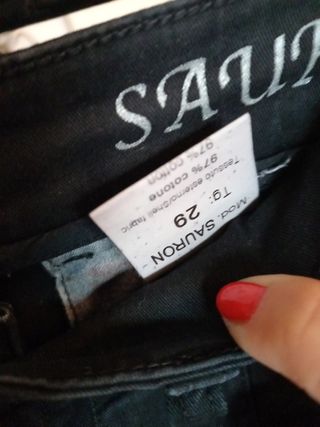 SAU
Mod. SAURON
Tg: 29
Tessuto esterno/Shell fabric
97% cotone
97% cotton